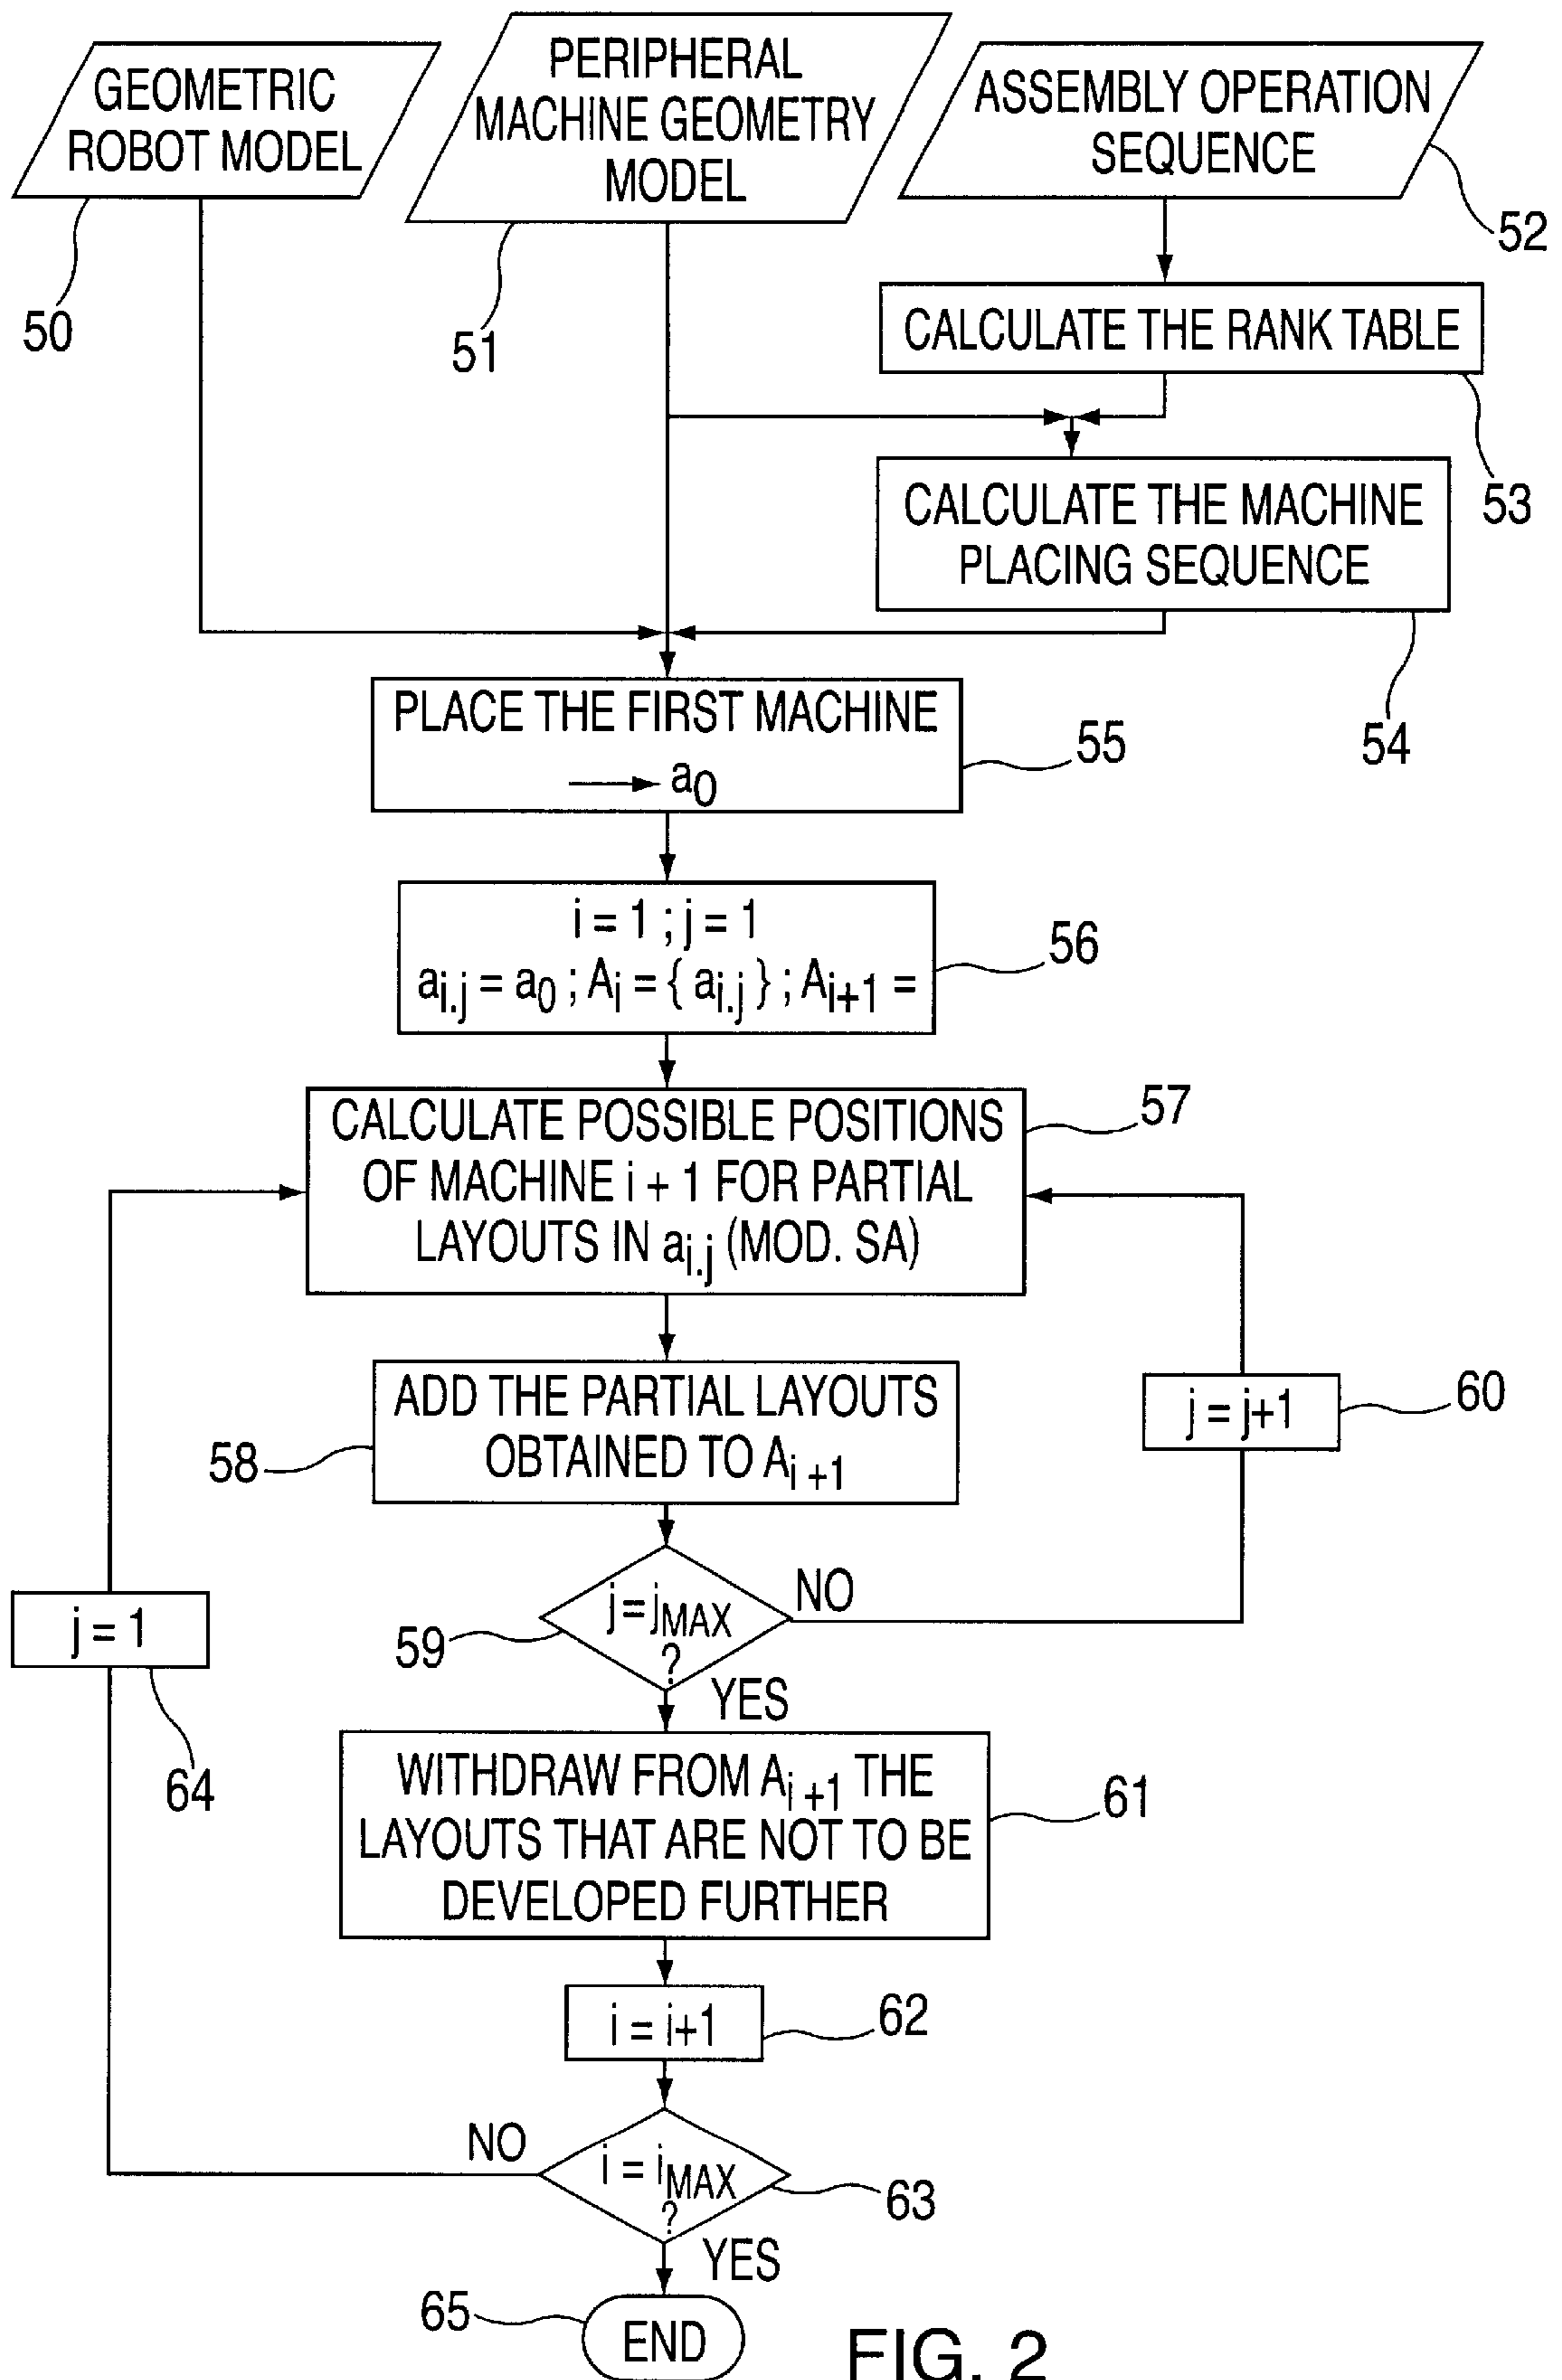 GEOMETRIC
ROBOT MODEL
50
PERIPHERAL
MACHINE GEOMETRY
MODEL
51
ASSEMBLY OPERATION
SEQUENCE
52
CALCULATE THE RANK TABLE
53
CALCULATE THE MACHINE
PLACING SEQUENCE
54
PLACE THE FIRST MACHINE
→ a0
55
i = 1 ; j = 1
ai.j = a0 ; Ai = { ai.j } ; Ai+1 =
56
CALCULATE POSSIBLE POSITIONS
OF MACHINE i + 1 FOR PARTIAL
LAYOUTS IN ai.j (MOD. SA)
57
ADD THE PARTIAL LAYOUTS
OBTAINED TO Ai +1
58
j = jMAX
?
59
NO
YES
j = j+1
60
WITHDRAW FROM Ai +1 THE
LAYOUTS THAT ARE NOT TO BE
DEVELOPED FURTHER
61
i = i+1
62
i = iMAX
?
63
NO
YES
j = 1
64
END
65
FIG. 2